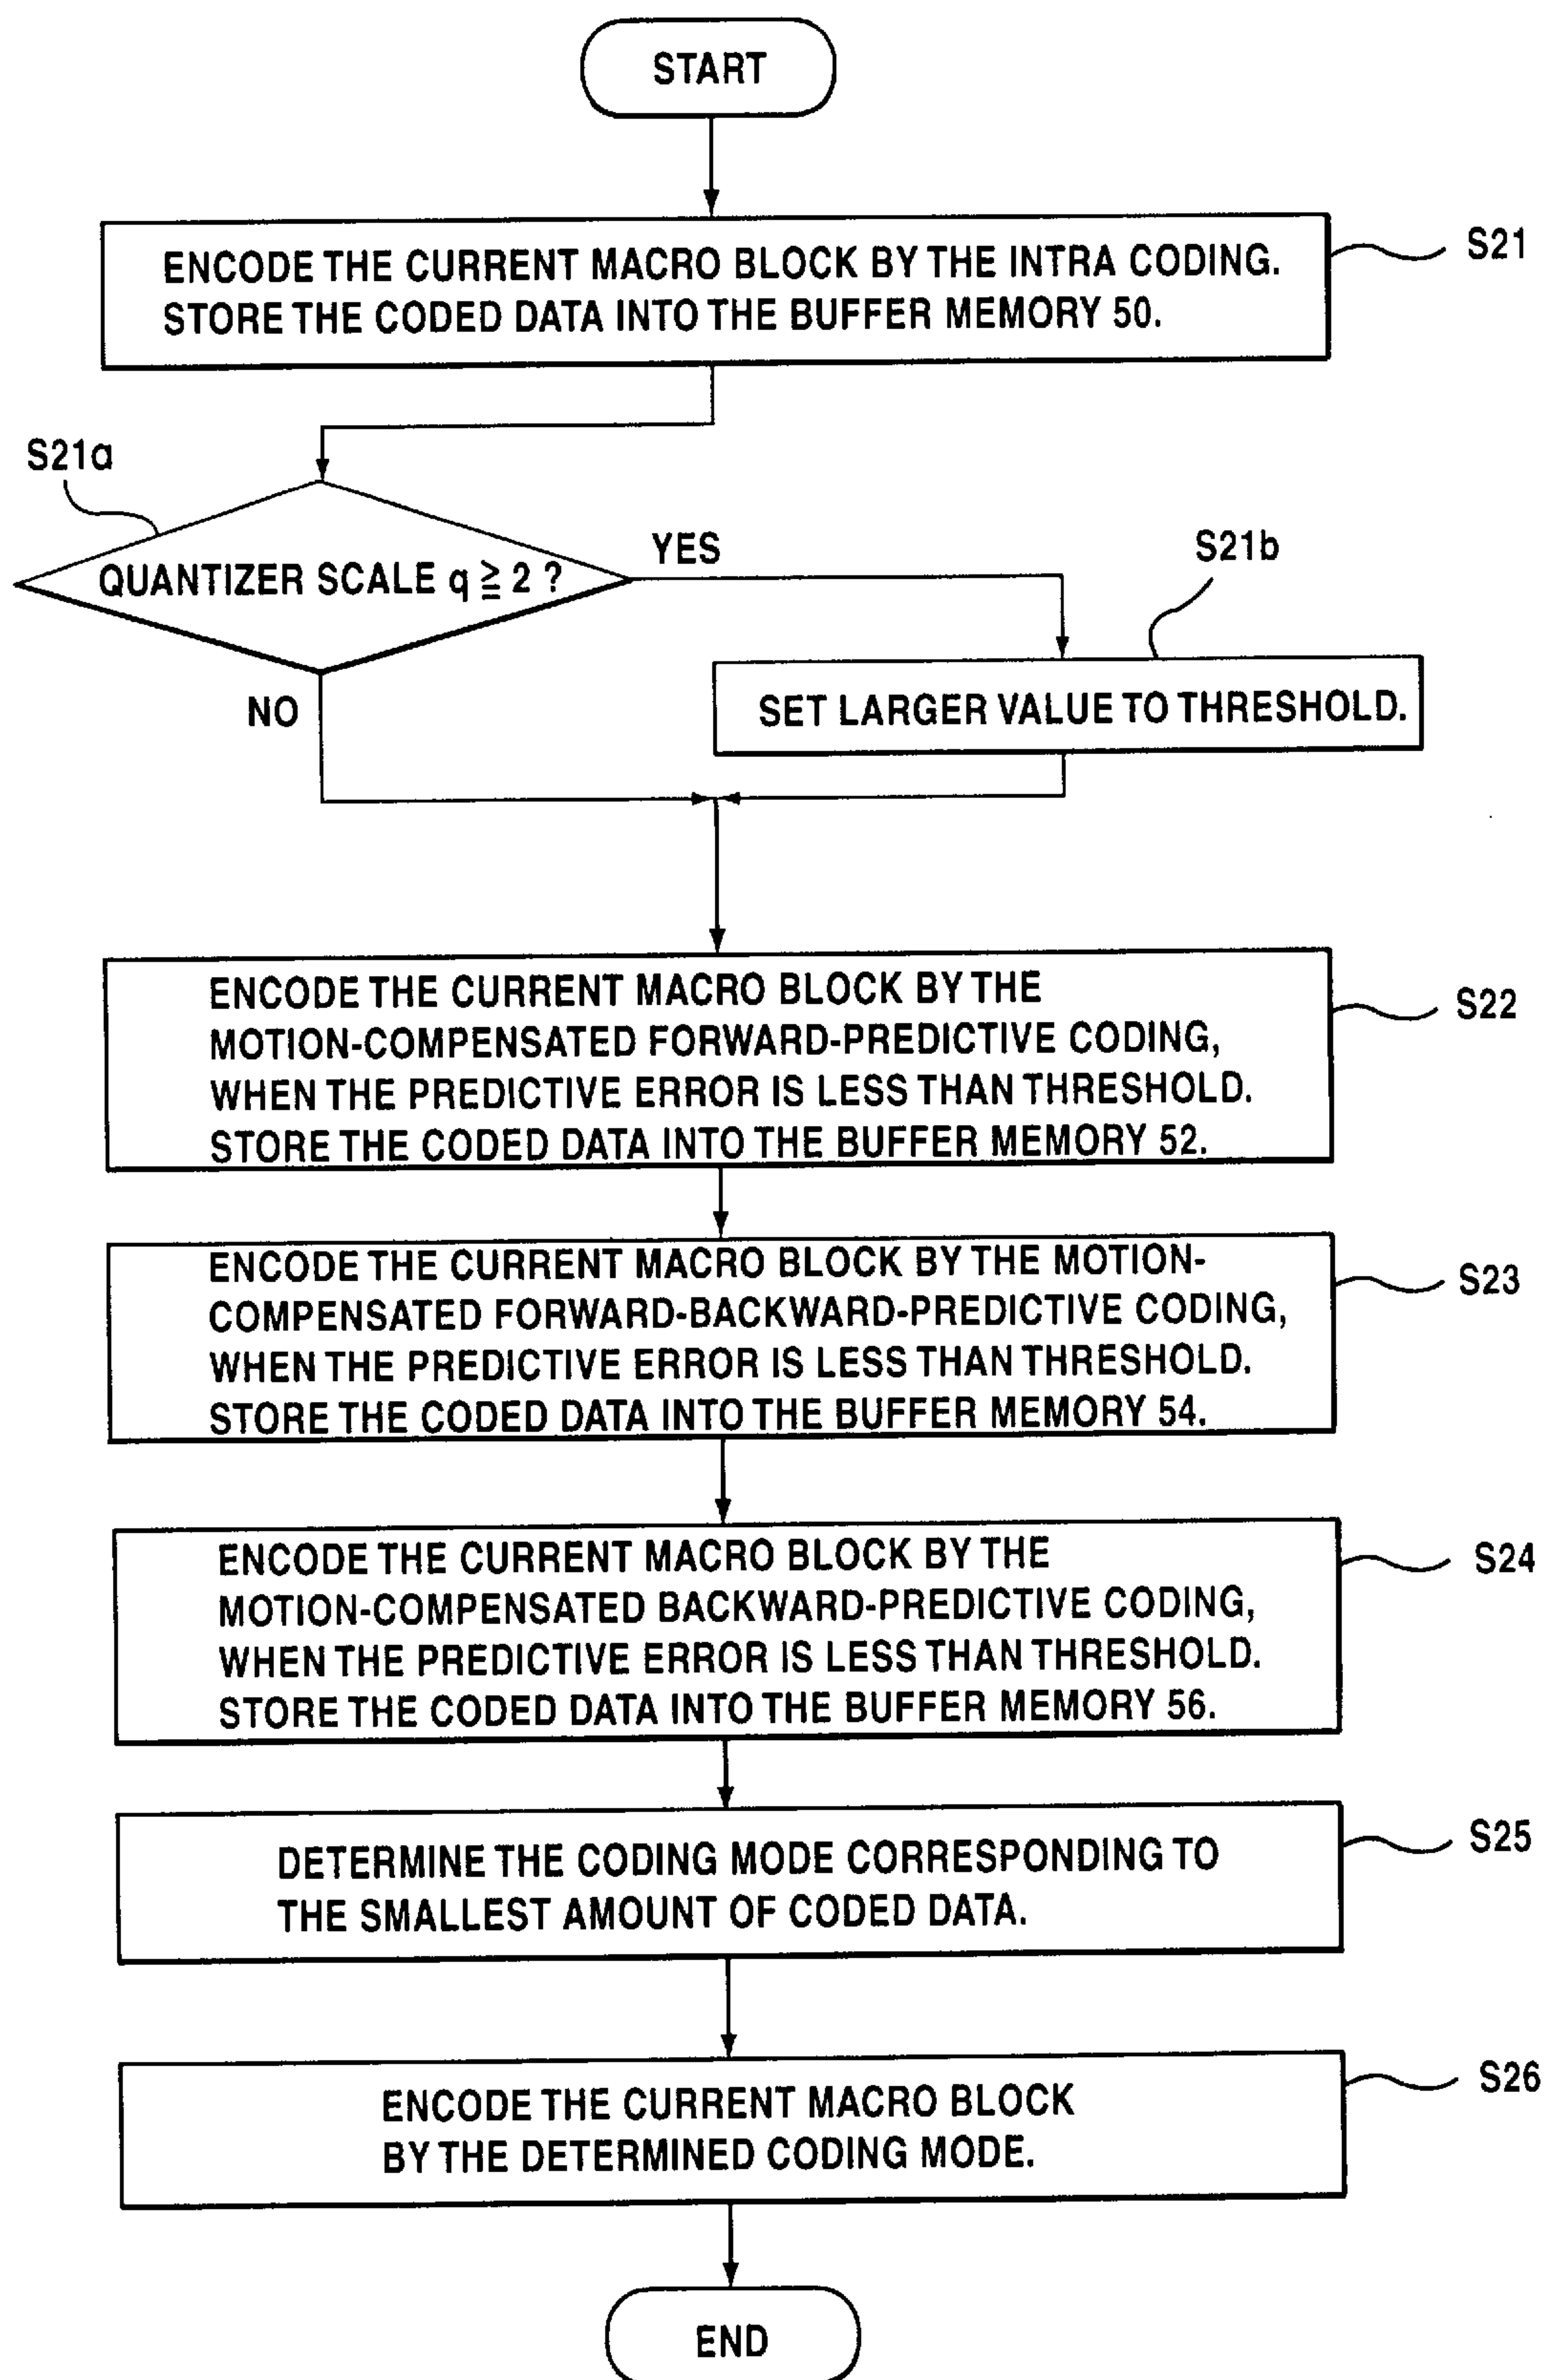 START
ENCODE THE CURRENT MACRO BLOCK BY THE INTRA CODING.
STORE THE CODED DATA INTO THE BUFFER MEMORY 50.
S21
S21a
QUANTIZER SCALE q ≧ 2 ?
YES
S21b
SET LARGER VALUE TO THRESHOLD.
NO
ENCODE THE CURRENT MACRO BLOCK BY THE
MOTION-COMPENSATED FORWARD-PREDICTIVE CODING,
WHEN THE PREDICTIVE ERROR IS LESS THAN THRESHOLD.
STORE THE CODED DATA INTO THE BUFFER MEMORY 52.
S22
ENCODE THE CURRENT MACRO BLOCK BY THE MOTION-
COMPENSATED FORWARD-BACKWARD-PREDICTIVE CODING,
WHEN THE PREDICTIVE ERROR IS LESS THAN THRESHOLD.
STORE THE CODED DATA INTO THE BUFFER MEMORY 54.
S23
ENCODE THE CURRENT MACRO BLOCK BY THE
MOTION-COMPENSATED BACKWARD-PREDICTIVE CODING,
WHEN THE PREDICTIVE ERROR IS LESS THAN THRESHOLD.
STORE THE CODED DATA INTO THE BUFFER MEMORY 56.
S24
DETERMINE THE CODING MODE CORRESPONDING TO
THE SMALLEST AMOUNT OF CODED DATA.
S25
ENCODE THE CURRENT MACRO BLOCK
BY THE DETERMINED CODING MODE.
S26
END